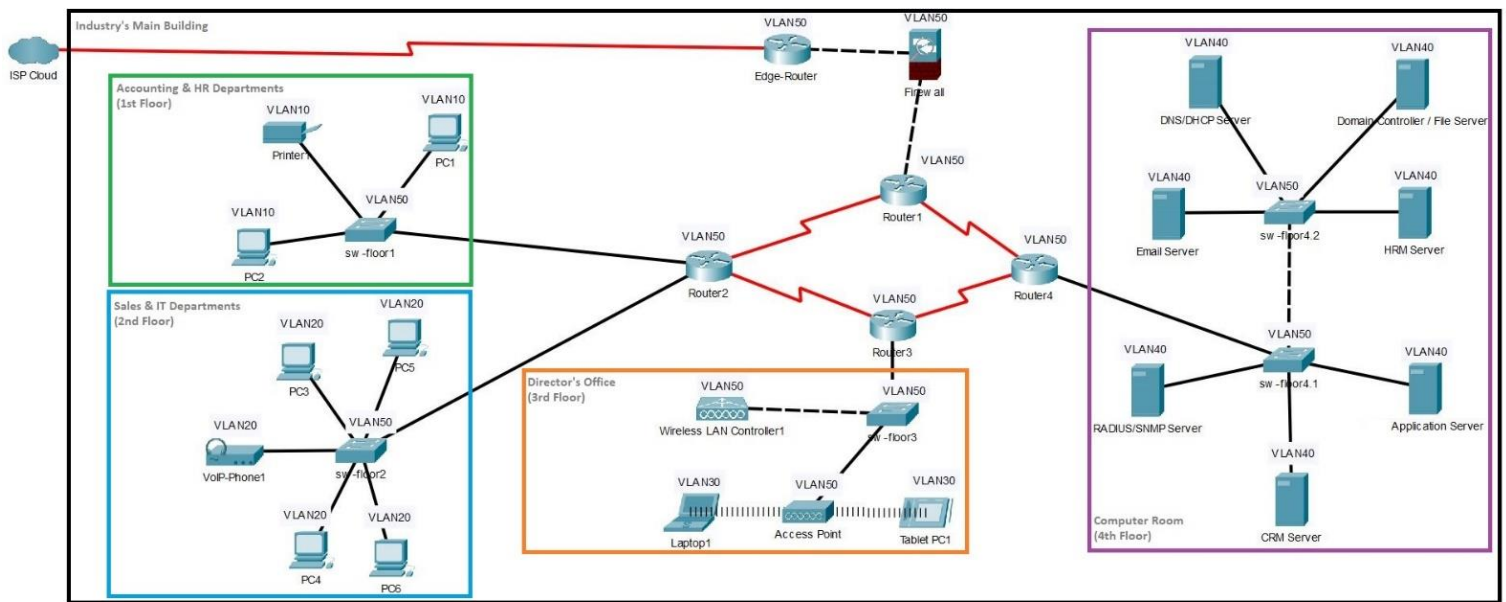 Industry's Main Building
ISP Cloud
VLAN50
Edge-Router
VLAN50
Firewall
Accounting & HR Departments
(1st Floor)
VLAN10
Printer1
VLAN10
PC1
VLAN50
sw-floor1
VLAN10
PC2
Sales & IT Departments
(2nd Floor)
VLAN20
PC3
VLAN20
PC5
VLAN20
VoIP-Phone1
VLAN50
sw-floor2
VLAN20
PC4
VLAN20
PC6
VLAN50
Router1
VLAN50
Router2
VLAN50
Router3
VLAN50
Router4
Director's Office
(3rd Floor)
VLAN50
Wireless LAN Controller1
VLAN50
sw-floor3
VLAN30
Laptop1
VLAN50
Access Point
VLAN30
Tablet PC1
VLAN40
DNS/DHCP Server
VLAN40
Domain Controller / File Server
VLAN40
Email Server
VLAN50
sw-floor4.2
VLAN40
HRM Server
VLAN50
sw-floor4.1
VLAN40
RADIUS/SNMP Server
VLAN40
Application Server
VLAN40
CRM Server
Computer Room
(4th Floor)